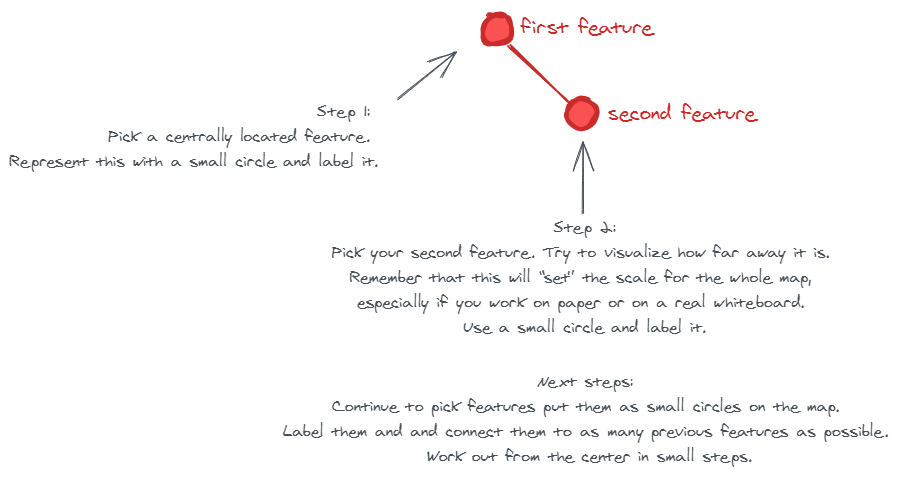 first feature
second feature
Step 1:
Pick a centrally located feature.
Represent this with a small circle and label it.
Step 2:
Pick your second feature. Try to visualize how far away it is.
Remember that this will "set" the scale for the whole map,
especially if you work on paper or on a real whiteboard.
Use a small circle and label it.
Next steps:
Continue to pick features put them as small circles on the map.
Label them and and connect them to as many previous features as possible.
Work out from the center in small steps.